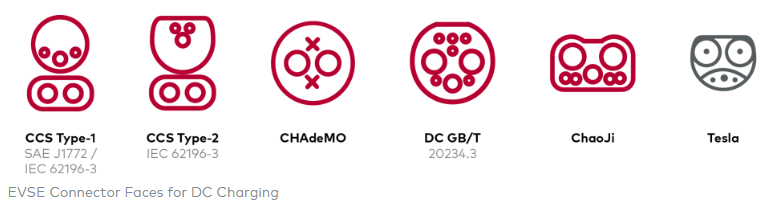 CCS Type-1
SAE J1772 /
IEC 62196-3
CCS Type-2
IEC 62196-3
CHAdeMO
DC GB/T
20234.3
ChaoJi
Tesla
EVSE Connector Faces for DC Charging